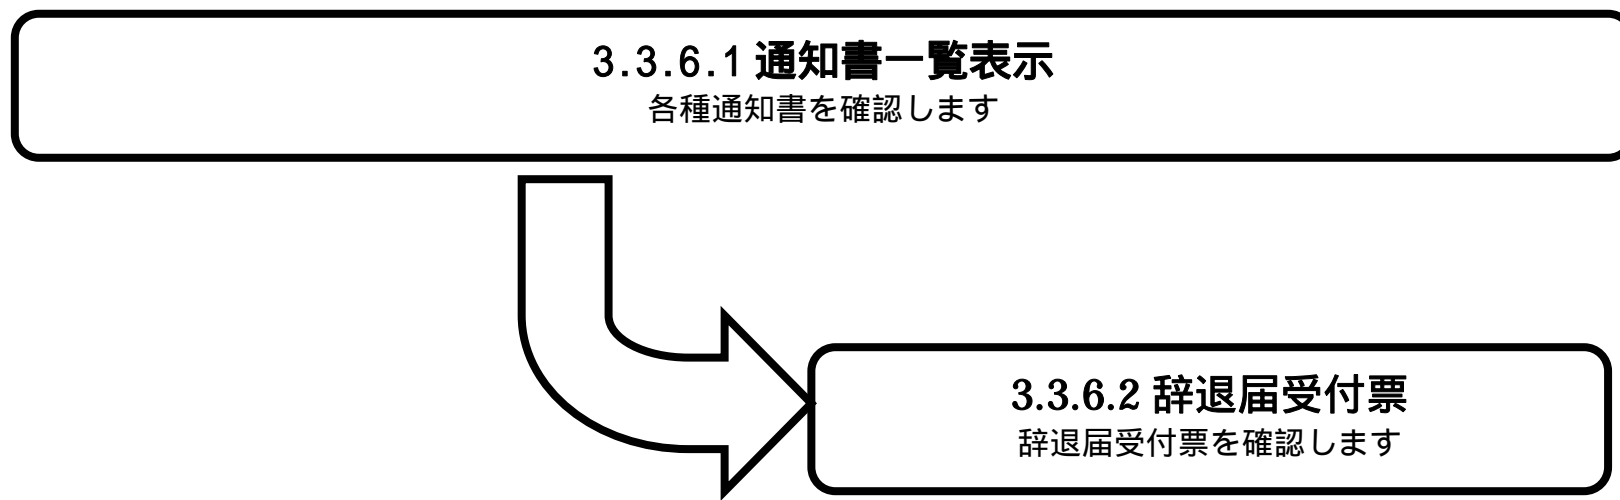 3.3.6.1 通知書一覧表示
各種通知書を確認します
3.3.6.2 辞退届受付票
辞退届受付票を確認します